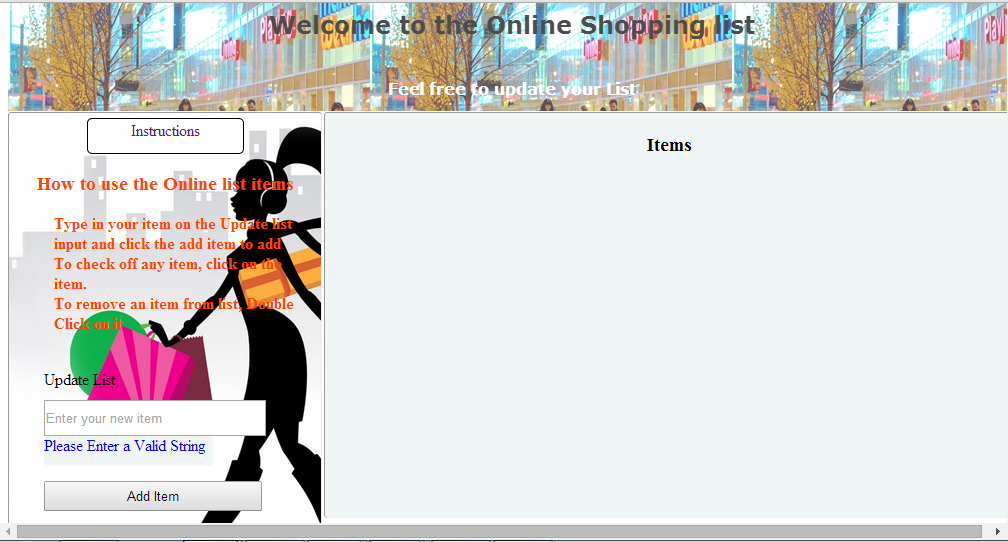 Welcome to the Online Shopping list
Feel free to update your List
Instructions
How to use the Online list items
Type in your item on the Update list
input and click the add item to add
To check off any item, click on the
item.
To remove an item from list, Double
Click on it
Update List
Enter your new item
Please Enter a Valid String
Add Item
Items